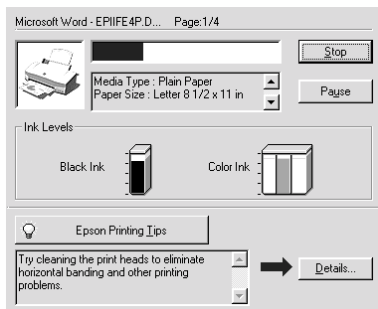 Microsoft Word - EPIIFE4P.D... Page:1/4
Stop
Media Type : Plain Paper
Paper Size : Letter 8 1/2 x 11 in
Pause
Ink Levels
Black Ink
Color Ink
Epson Printing Tips
Try cleaning the print heads to eliminate
horizontal banding and other printing
problems.
Details...